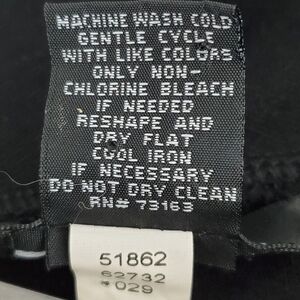 MACHINE WASH COLD
GENTLE CYCLE
WITH LIKE COLORS
ONLY NON-
CHLORINE BLEACH
IF NEEDED
RESHAPE AND
DRY FLAT
COOL IRON
IF NECESSARY
DO NOT DRY CLEAN
RN# 73163
51862
62732
*029